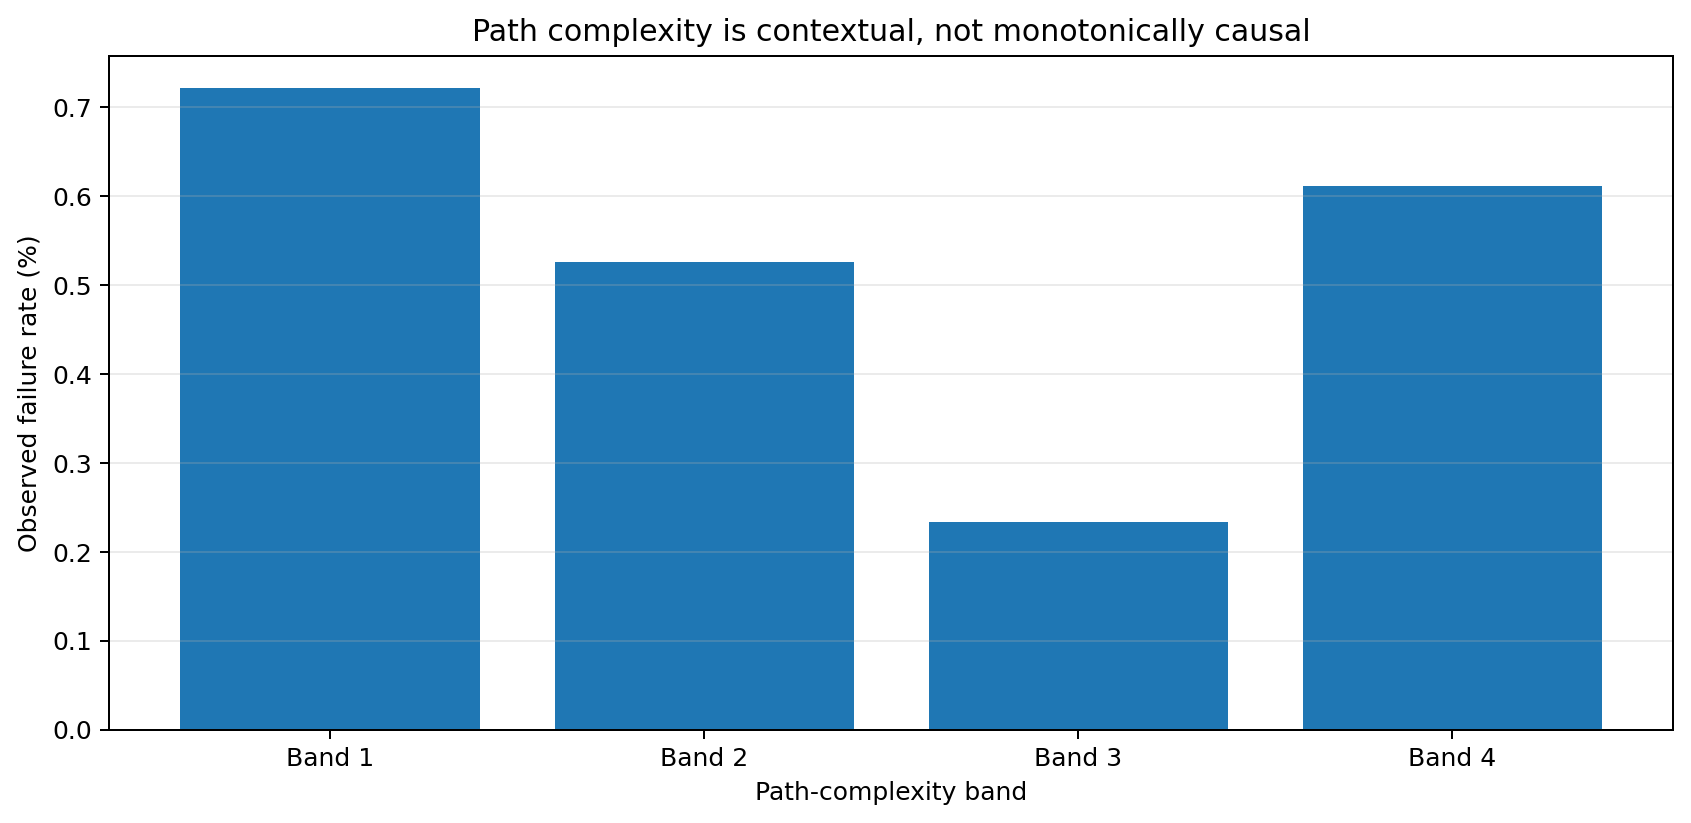 Path complexity is contextual, not monotonically causal
Observed failure rate (%)
0.7
0.6
0.5
0.4
0.3
0.2
0.1
0.0
Band 1
Band 2
Band 3
Band 4
Path-complexity band